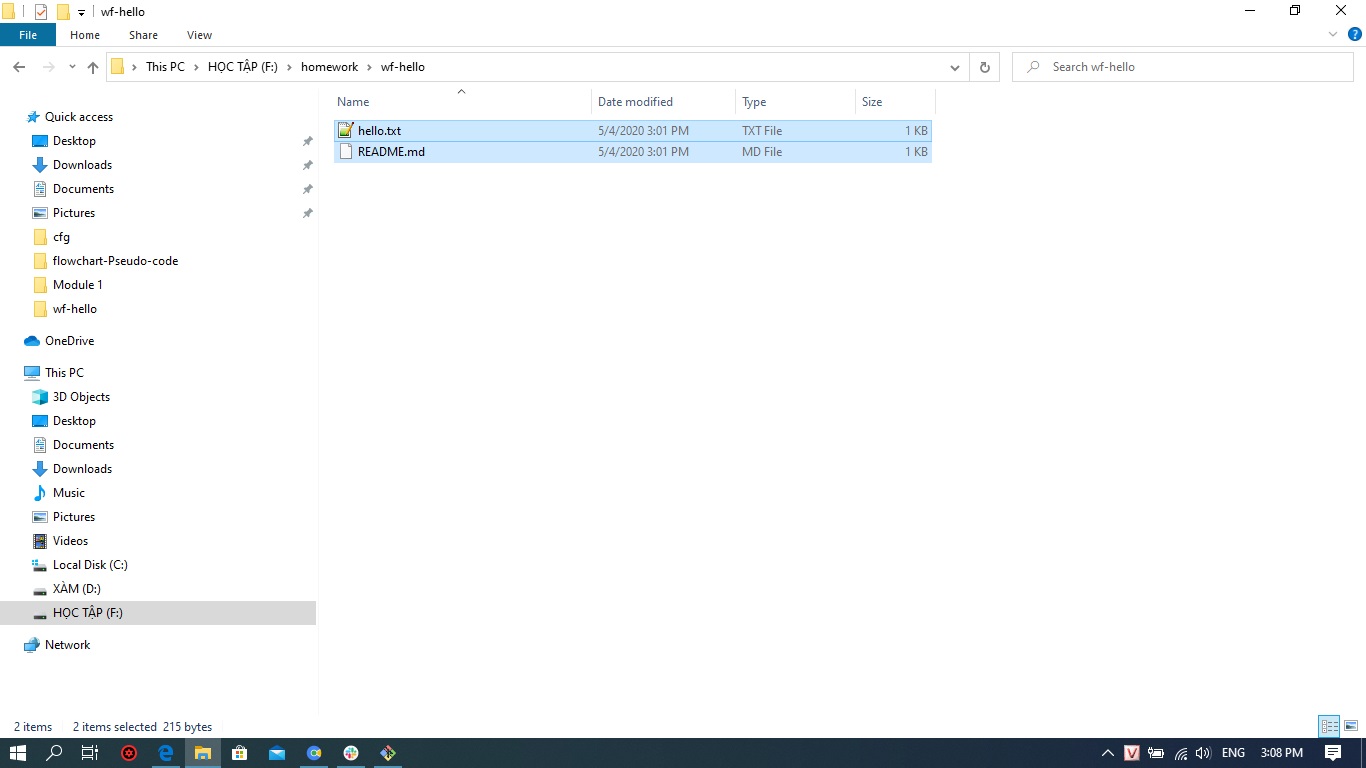 wf-hello
File Home Share View
This PC HỌC TẬP (F:) homework wf-hello
Search wf-hello
Name Date modified Type Size
hello.txt 5/4/2020 3:01 PM TXT File 1 KB
README.md 5/4/2020 3:01 PM MD File 1 KB
Quick access
Desktop
Downloads
Documents
Pictures
cfg
flowchart-Pseudo-code
Module 1
wf-hello
OneDrive
This PC
3D Objects
Desktop
Documents
Downloads
Music
Pictures
Videos
Local Disk (C:)
XÀM (D:)
HỌC TẬP (F:)
Network
2 items 2 items selected 215 bytes
ENG 3:08 PM